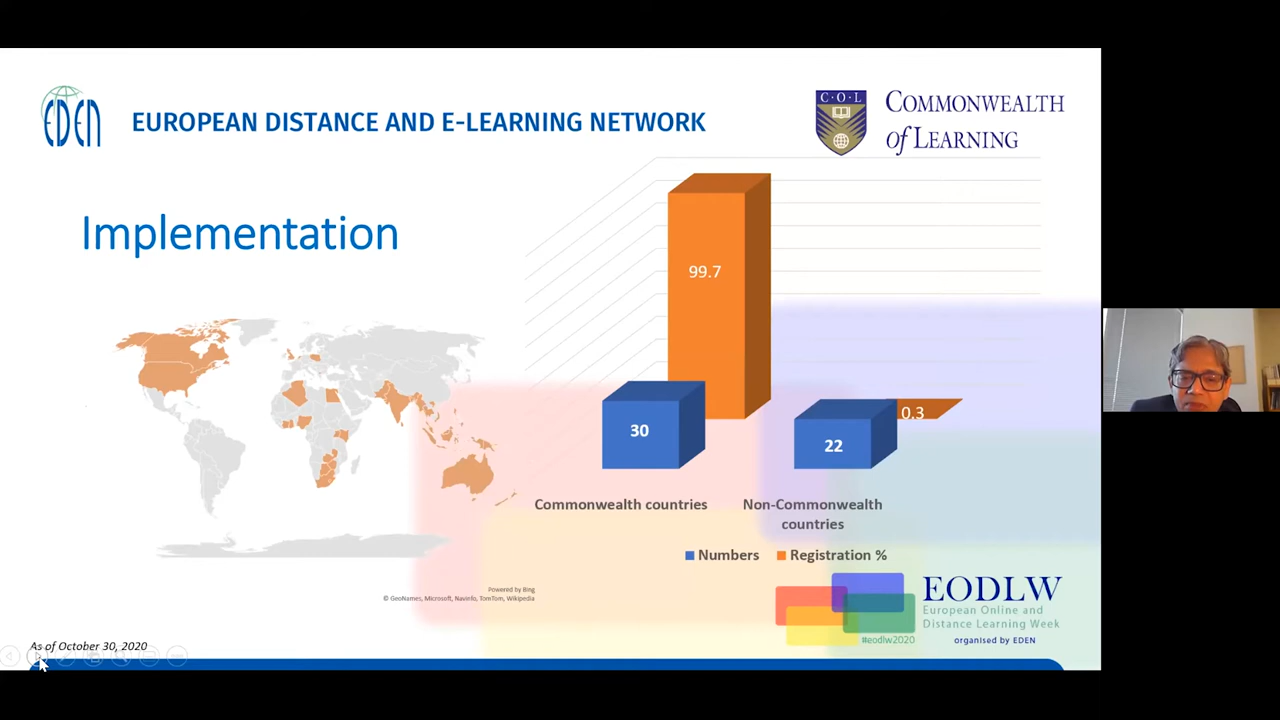 EDEN
EUROPEAN DISTANCE AND E-LEARNING NETWORK
C·O·L
COMMONWEALTH
of LEARNING
Implementation
99.7
30
0.3
22
Commonwealth countries
Non-Commonwealth
countries
Numbers
Registration %
Powered by Bing
© GeoNames, Microsoft, Navinfo, TomTom, Wikipedia
EODLW
European Online and
Distance Learning Week
#eodlw2020
organised by EDEN
As of October 30, 2020